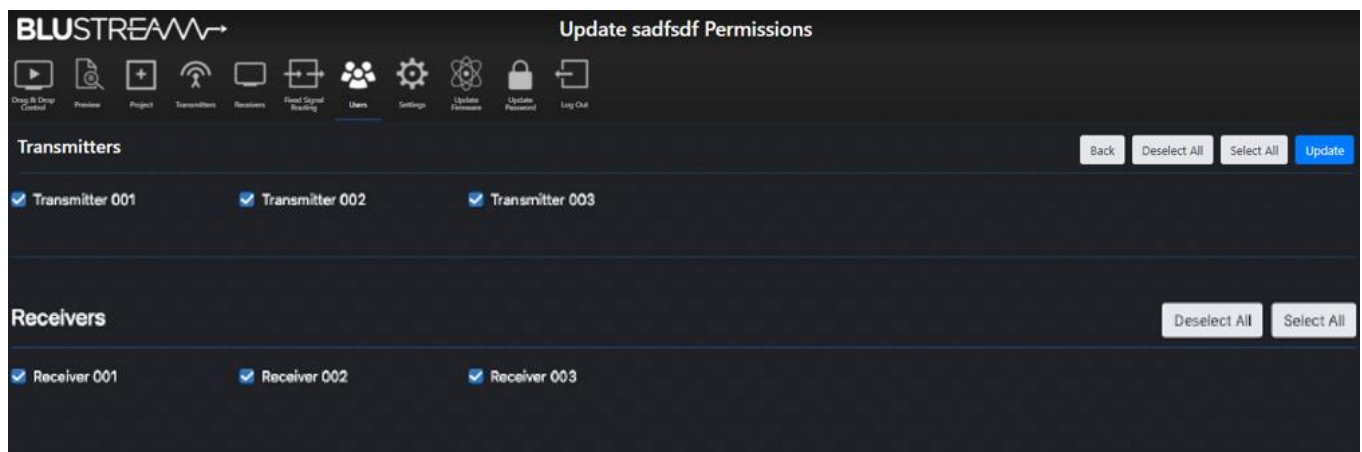 BLUSTREAM
Update sadfsdf Permissions
Drag & Drop
Control
Preview
Project
Transmitters
Receivers
Fixed Signal
Routing
Users
Settings
Update
Firmware
Update
Password
Log Out
Transmitters
Back
Deselect All
Select All
Update
Transmitter 001
Transmitter 002
Transmitter 003
Receivers
Deselect All
Select All
Receiver 001
Receiver 002
Receiver 003